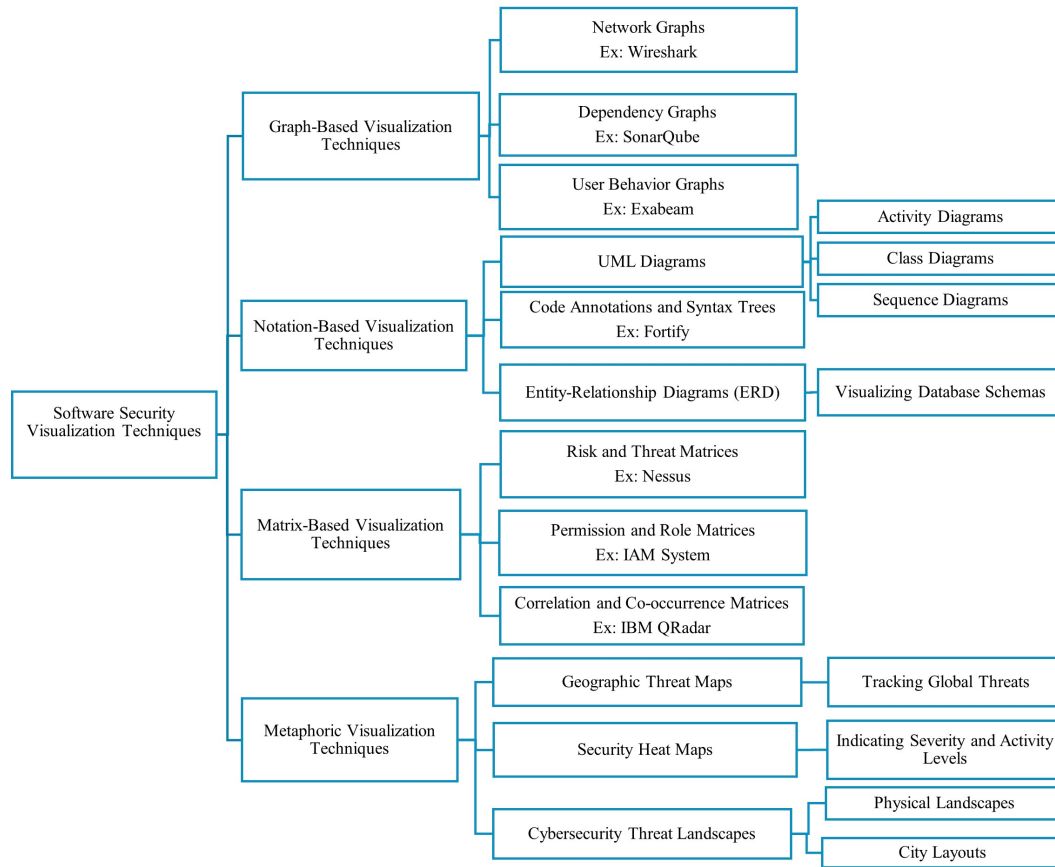 Software Security
Visualization Techniques
Graph-Based Visualization
Techniques
Network Graphs
Ex: Wireshark
Dependency Graphs
Ex: SonarQube
User Behavior Graphs
Ex: Exabeam
Notation-Based Visualization
Techniques
UML Diagrams
Activity Diagrams
Class Diagrams
Sequence Diagrams
Code Annotations and Syntax Trees
Ex: Fortify
Entity-Relationship Diagrams (ERD)
Visualizing Database Schemas
Matrix-Based Visualization
Techniques
Risk and Threat Matrices
Ex: Nessus
Permission and Role Matrices
Ex: IAM System
Correlation and Co-occurrence Matrices
Ex: IBM QRadar
Metaphoric Visualization
Techniques
Geographic Threat Maps
Tracking Global Threats
Security Heat Maps
Indicating Severity and Activity
Levels
Cybersecurity Threat Landscapes
Physical Landscapes
City Layouts